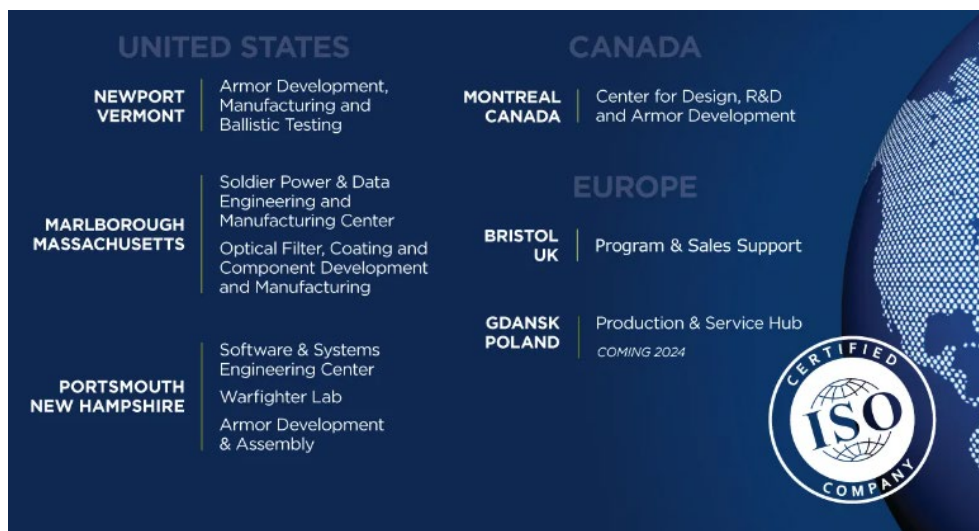 UNITED STATES
NEWPORT
VERMONT
Armor Development,
Manufacturing and
Ballistic Testing
MARLBOROUGH
MASSACHUSETTS
Soldier Power & Data
Engineering and
Manufacturing Center
Optical Filter, Coating and
Component Development
and Manufacturing
PORTSMOUTH
NEW HAMPSHIRE
Software & Systems
Engineering Center
Warfighter Lab
Armor Development
& Assembly
CANADA
MONTREAL
CANADA
Center for Design, R&D
and Armor Development
EUROPE
BRISTOL
UK
Program & Sales Support
GDANSK
POLAND
Production & Service Hub
COMING 2024
CERTIFIED
ISO
COMPANY